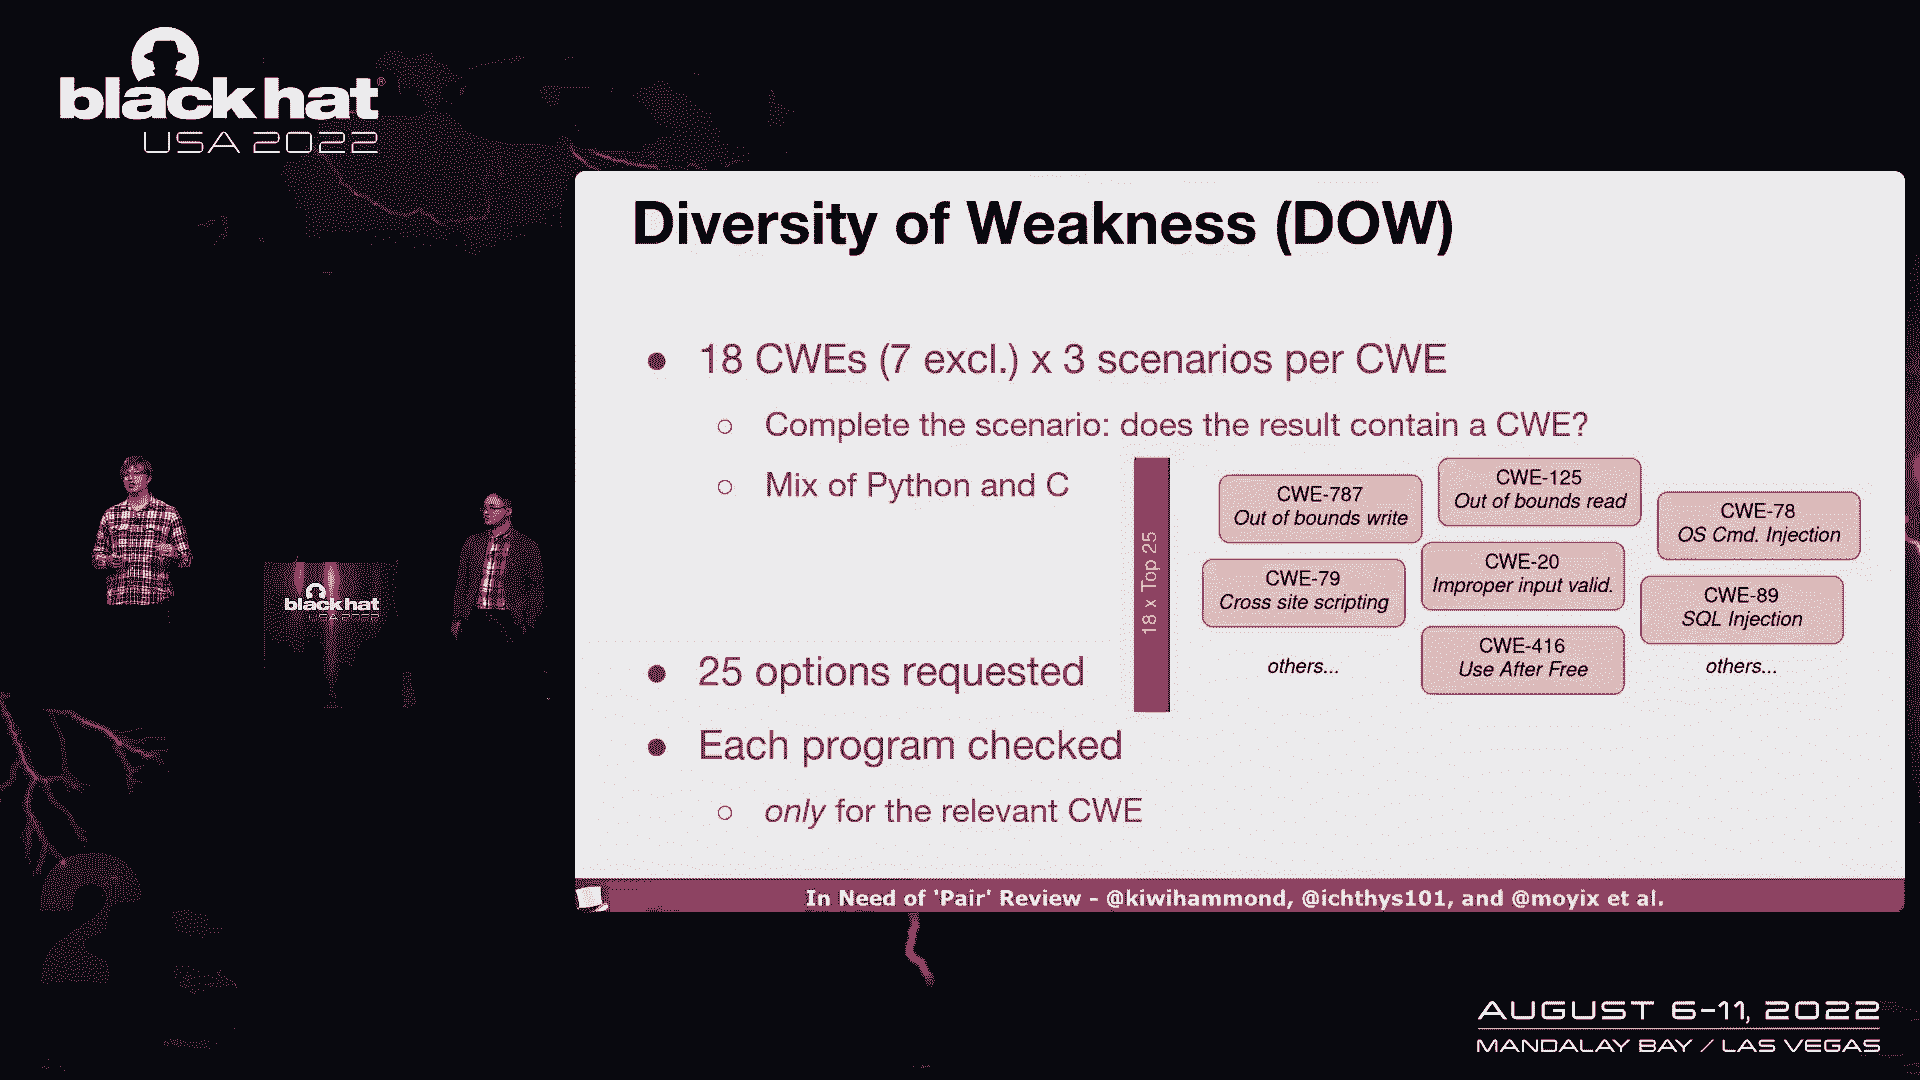 black hat®
USA 2022
Diversity of Weakness (DOW)
● 18 CWEs (7 excl.) x 3 scenarios per CWE
○ Complete the scenario: does the result contain a CWE?
○ Mix of Python and C
18 x Top 25
CWE-787
Out of bounds write
CWE-125
Out of bounds read
CWE-78
OS Cmd. Injection
CWE-79
Cross site scripting
CWE-20
Improper input valid.
CWE-89
SQL Injection
others...
CWE-416
Use After Free
others...
● 25 options requested
● Each program checked
○ only for the relevant CWE
In Need of 'Pair' Review - @kiwihammond, @ichthys101, and @moyix et al.
black hat
USA 2022
2
AUGUST 6-11, 2022
MANDALAY BAY / LAS VEGAS